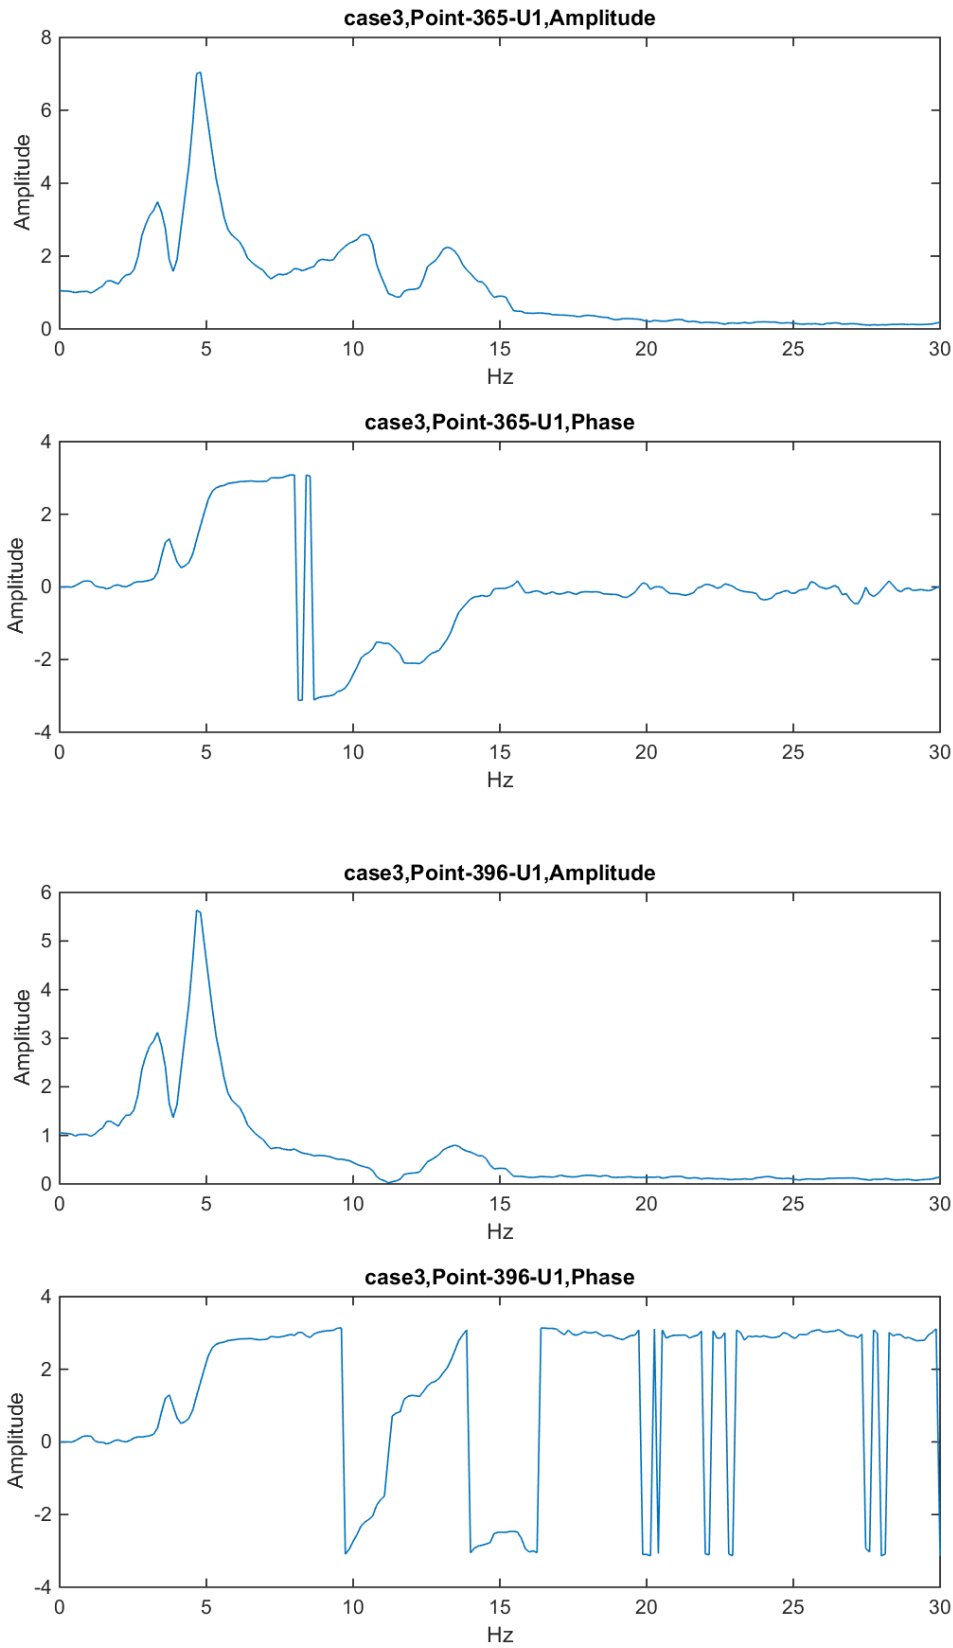 case3,Point-365-U1,Amplitude
8
6
4
2
0
Amplitude
0 5 10 15 20 25 30
Hz
case3,Point-365-U1,Phase
4
2
0
-2
-4
Amplitude
0 5 10 15 20 25 30
Hz
case3,Point-396-U1,Amplitude
6
5
4
3
2
1
0
Amplitude
0 5 10 15 20 25 30
Hz
case3,Point-396-U1,Phase
4
2
0
-2
-4
Amplitude
0 5 10 15 20 25 30
Hz